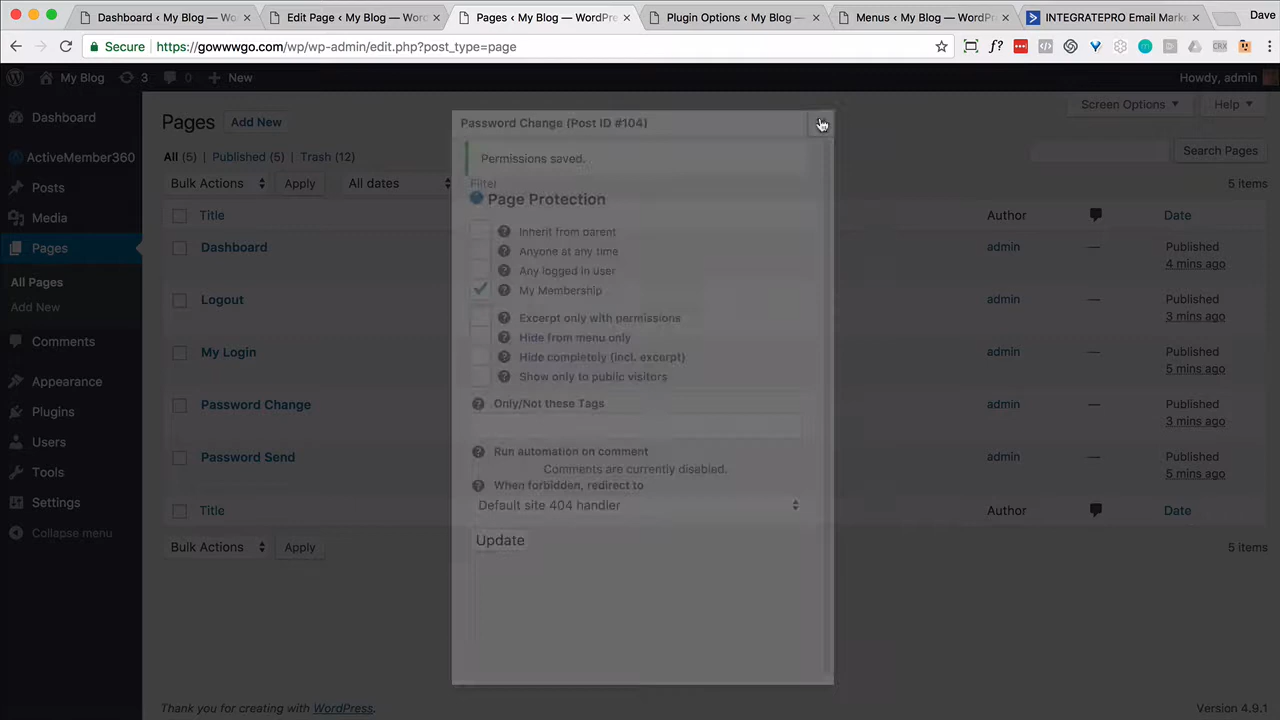 Dashboard ‹ My Blog — WordPr
Edit Page ‹ My Blog — WordPre
Pages ‹ My Blog — WordPre
Plugin Options ‹ My Blog —
Menus ‹ My Blog — WordPr
INTEGRATEPRO Email Marke
Dave
Secure
https://gowwwgo.com/wp/wp-admin/edit.php?post_type=page
f?
CRX
My Blog
3
0
New
Howdy, admin
Dashboard
ActiveMember360
Posts
Media
Pages
All Pages
Add New
Comments
Appearance
Plugins
Users
Tools
Settings
Collapse menu
Pages
Add New
Screen Options
Help
All (5) | Published (5) | Trash (12)
Search Pages
Bulk Actions
Apply
All dates
5 items
Title
Author
Date
Dashboard
admin
—
Published
4 mins ago
Logout
admin
—
Published
3 mins ago
My Login
admin
—
Published
5 mins ago
Password Change
admin
—
Published
3 mins ago
Password Send
admin
—
Published
5 mins ago
Title
Author
Date
Bulk Actions
Apply
5 items
Password Change (Post ID #104)
Permissions saved.
Filter
Page Protection
Inherit from parent
Anyone at any time
Any logged in user
My Membership
Excerpt only with permissions
Hide from menu only
Hide completely (incl. excerpt)
Show only to public visitors
Only/Not these Tags
Run automation on comment
Comments are currently disabled.
When forbidden, redirect to
Default site 404 handler
Update
Thank you for creating with WordPress.
Version 4.9.1